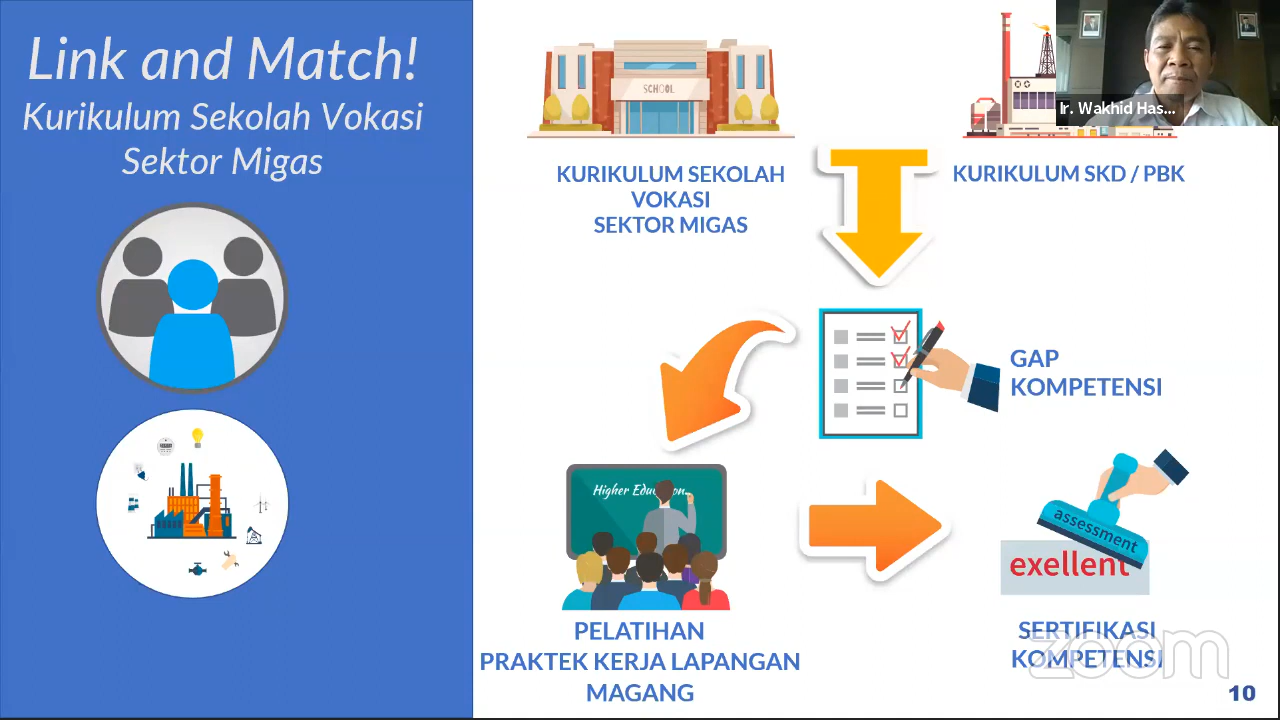 Link and Match!
Kurikulum Sekolah Vokasi
Sektor Migas
SCHOOL
Ir. Wakhid Has...
KURIKULUM SEKOLAH
VOKASI
SEKTOR MIGAS
KURIKULUM SKD / PBK
GAP
KOMPETENSI
Higher Education
assessment
exellent
PELATIHAN
PRAKTEK KERJA LAPANGAN
MAGANG
SERTIFIKASI
KOMPETENSI
zoom
10